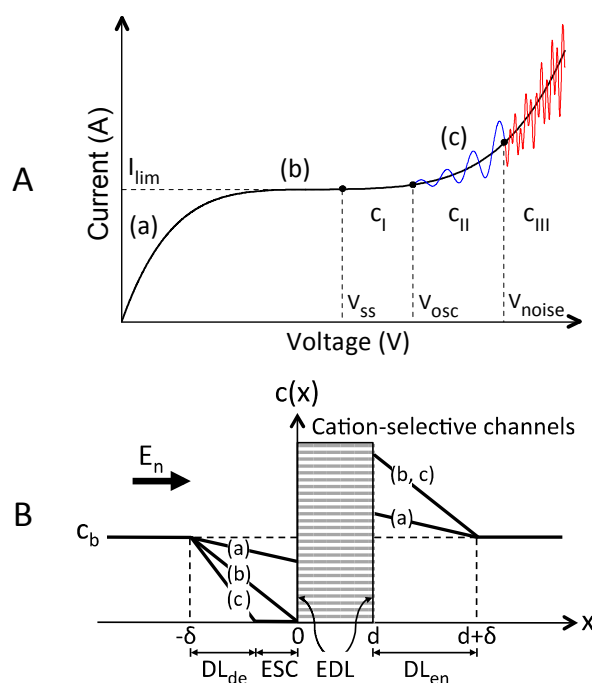 A
Current (A)
I_lim
(a)
(b)
(c)
c_I
c_II
c_III
V_ss
V_osc
V_noise
Voltage (V)
B
c(x)
Cation-selective channels
E_n
(b, c)
(a)
c_b
(a)
(b)
(c)
-δ
0
d
d+δ
x
DL_de
ESC
EDL
DL_en